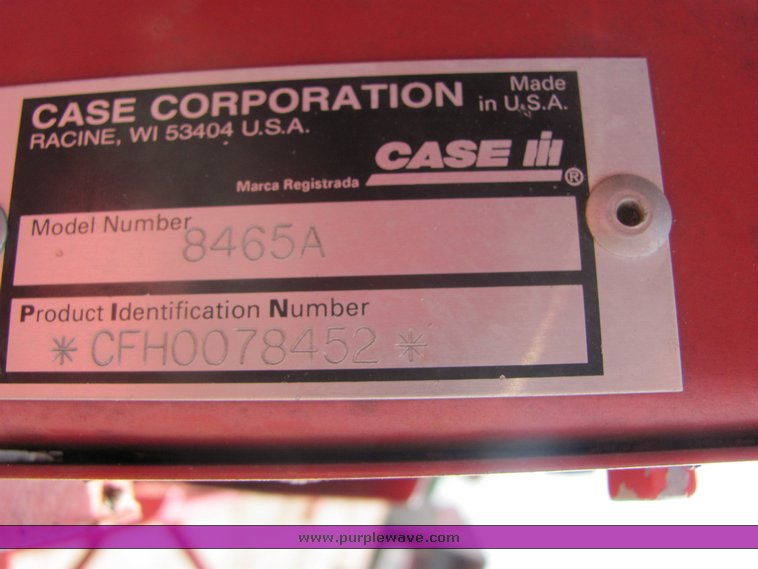 CASE CORPORATION
Made in U.S.A.
RACINE, WI 53404 U.S.A.
CASE IH ®
Marca Registrada
Model Number 8465A
Product Identification Number
*CFH0078452*
www.purplewave.com